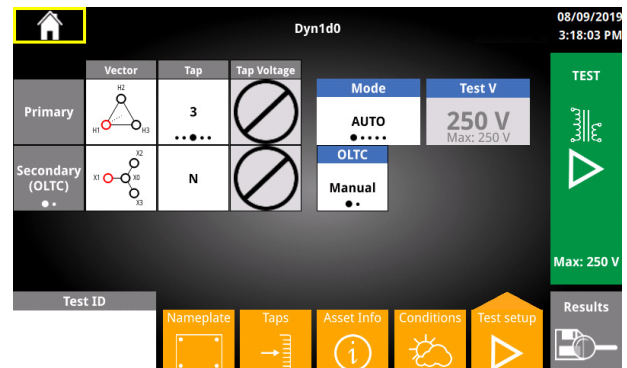 Dyn1d0
08/09/2019
3:18:03 PM
Vector
Tap
Tap Voltage
Primary
H2
H1
H3
3
Secondary
(OLTC)
X2
X1
X0
X3
N
Mode
AUTO
Test V
250 V
Max: 250 V
OLTC
Manual
TEST
Max: 250 V
Test ID
Nameplate
Taps
Asset Info
Conditions
Test setup
Results